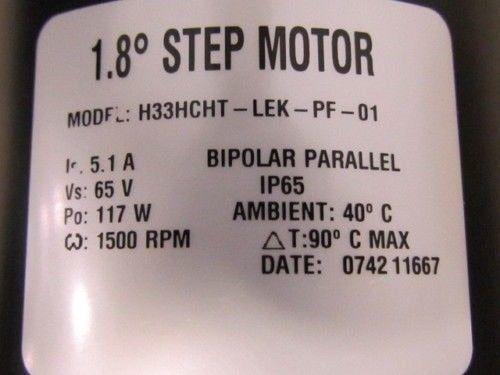 1.8° STEP MOTOR
MODEL: H33HCHT-LEK-PF-01
5.1 A BIPOLAR PARALLEL
Vs: 65 V IP65
Po: 117 W AMBIENT: 40° C
ω: 1500 RPM △T:90° C MAX
DATE: 0742 11667